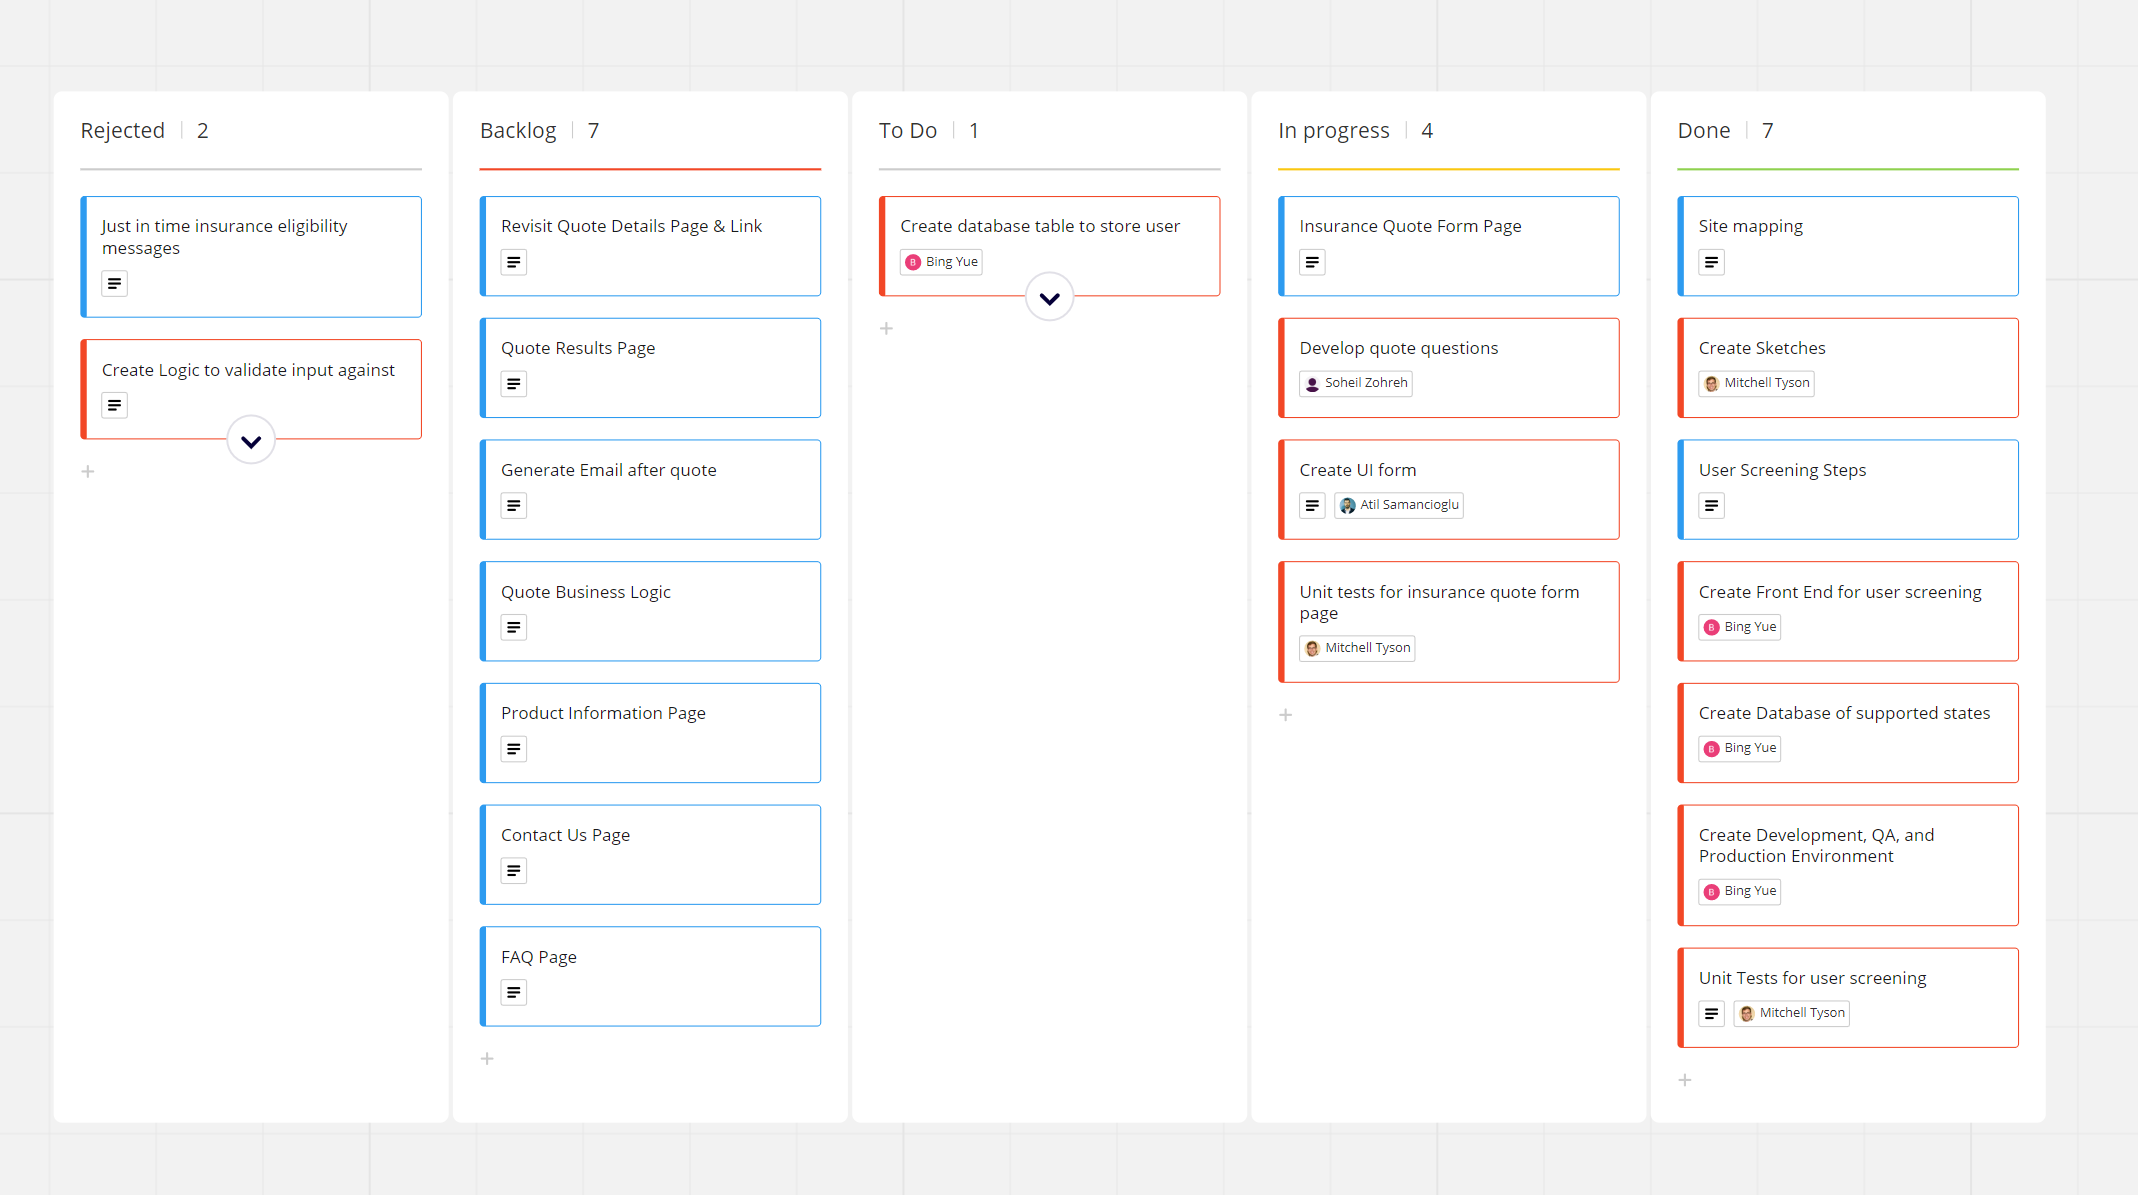 Rejected 2
Just in time insurance eligibility
messages
Create Logic to validate input against
Backlog 7
Revisit Quote Details Page & Link
Quote Results Page
Generate Email after quote
Quote Business Logic
Product Information Page
Contact Us Page
FAQ Page
To Do 1
Create database table to store user
B Bing Yue
In progress 4
Insurance Quote Form Page
Develop quote questions
Soheil Zohreh
Create UI form
Atil Samancioglu
Unit tests for insurance quote form
page
Mitchell Tyson
Done 7
Site mapping
Create Sketches
Mitchell Tyson
User Screening Steps
Create Front End for user screening
B Bing Yue
Create Database of supported states
B Bing Yue
Create Development, QA, and
Production Environment
B Bing Yue
Unit Tests for user screening
Mitchell Tyson